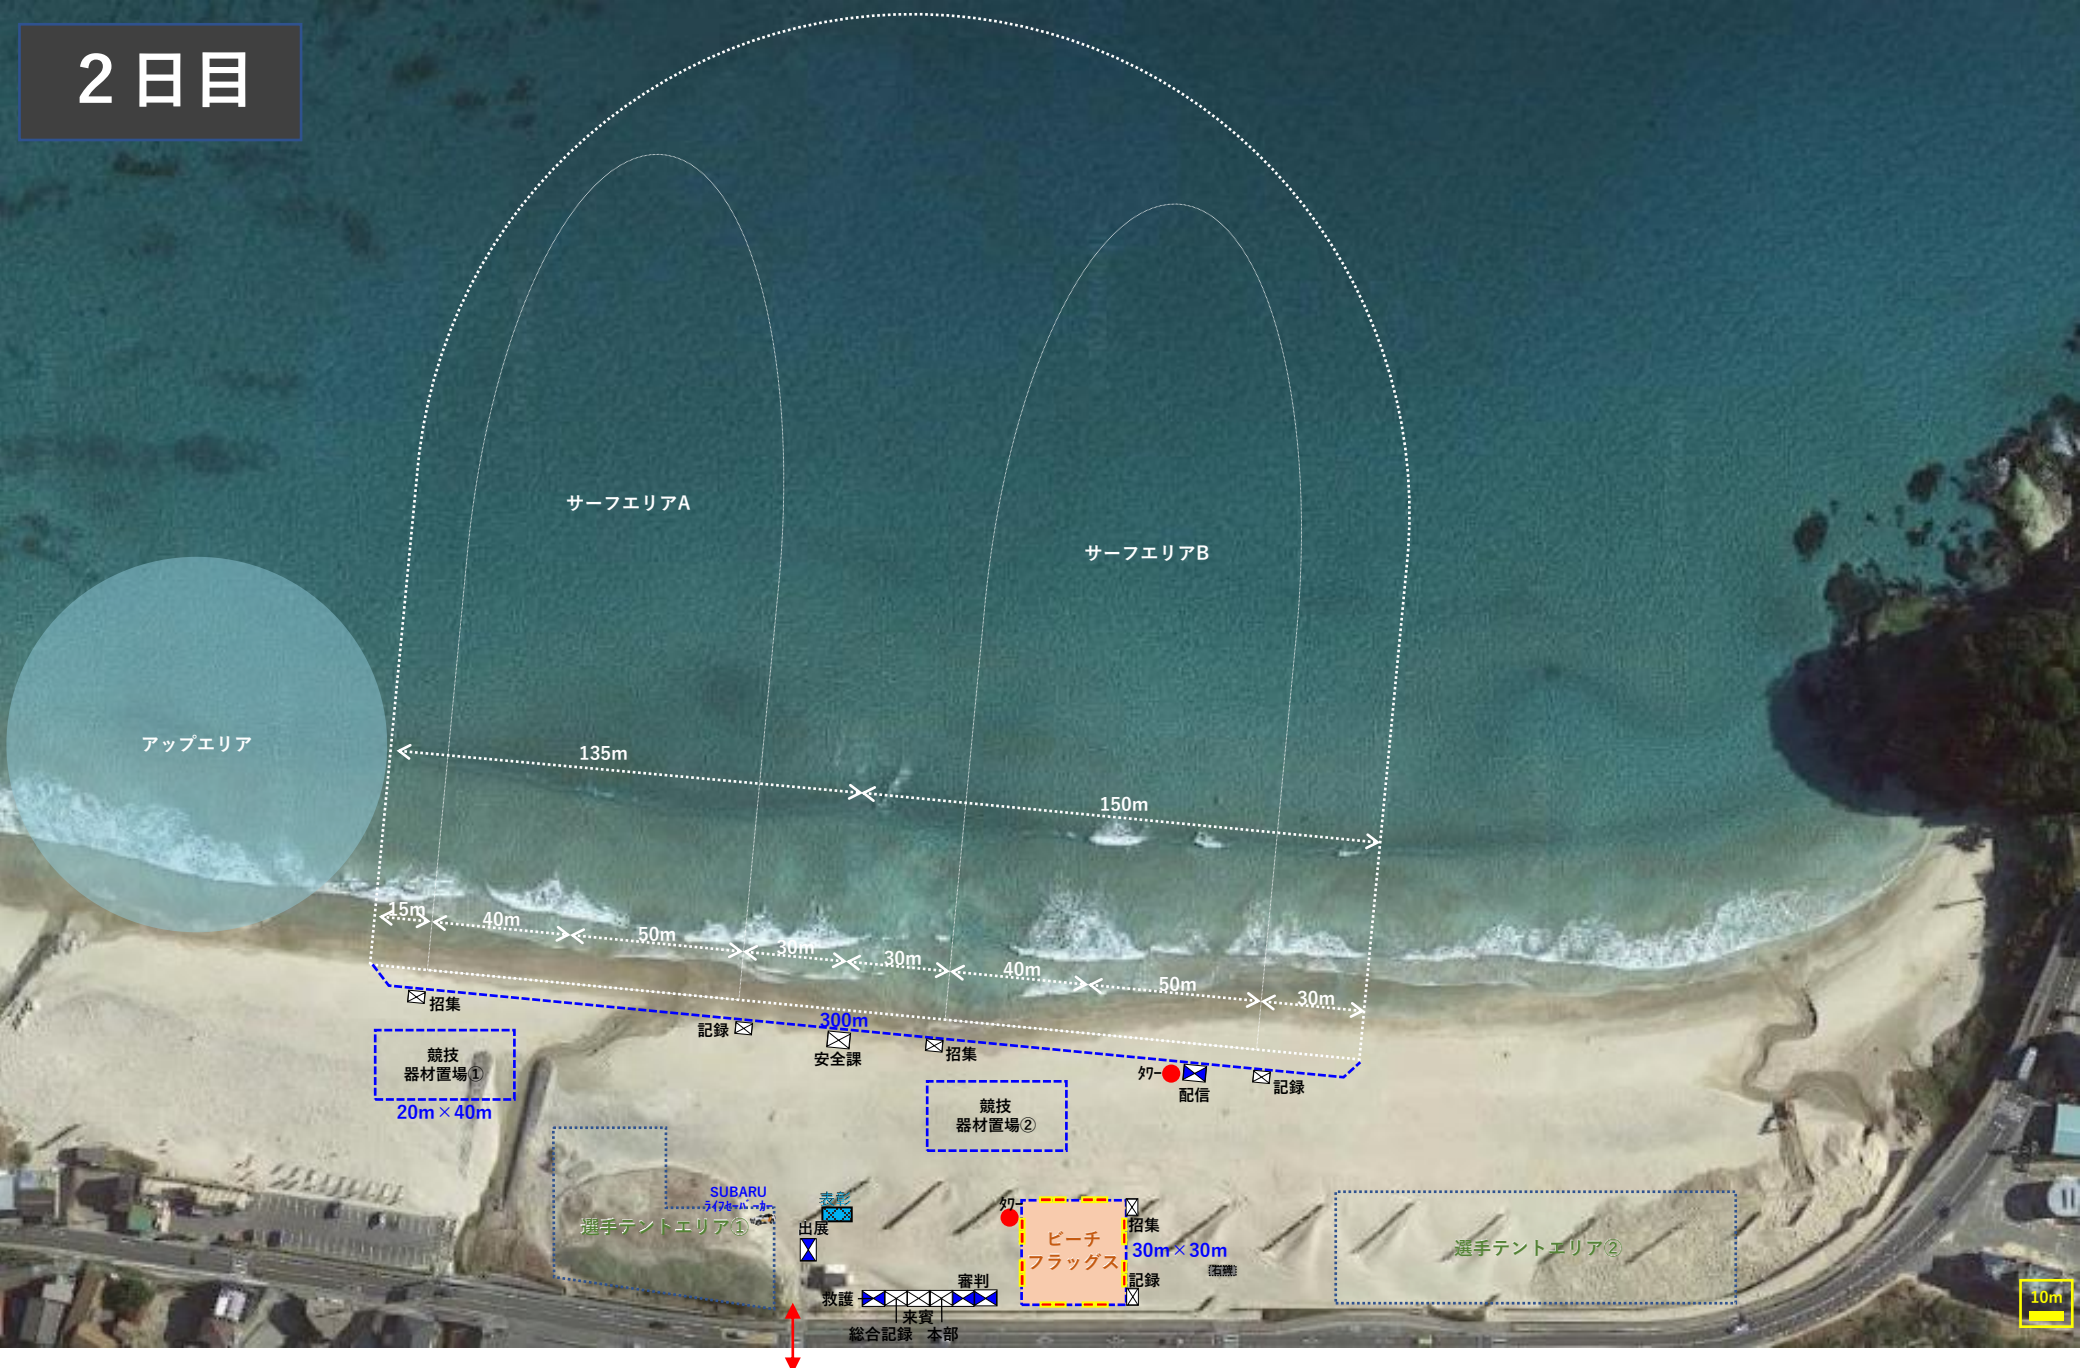 ２日目
サーフエリアA
サーフエリアB
アップエリア
135m
150m
15m
40m
50m
30m
30m
40m
50m
30m
招集
記録
300m
安全課
招集
ﾀﾜｰ
配信
記録
競技
器材置場①
20m×40m
競技
器材置場②
SUBARU
ﾗｲﾌｾｰﾊﾞｰｶｰ
選手テントエリア①
表彰
出展
ﾀﾜｰ
ビーチ
フラッグス
招集
30m×30m
記録
石碑
選手テントエリア②
審判
救護
来賓
総合記録
本部
10m